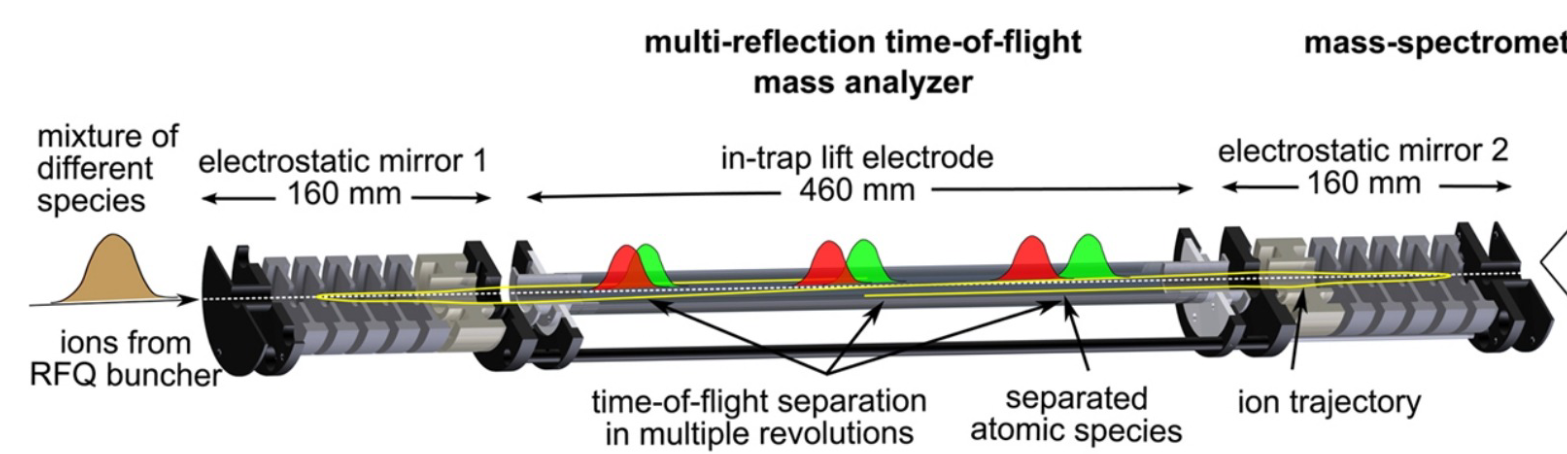 multi-reflection time-of-flight
mass analyzer
mass-spectromet
mixture of
different
species
electrostatic mirror 1
160 mm
in-trap lift electrode
460 mm
electrostatic mirror 2
160 mm
ions from
RFQ buncher
time-of-flight separation
in multiple revolutions
separated
atomic species
ion trajectory